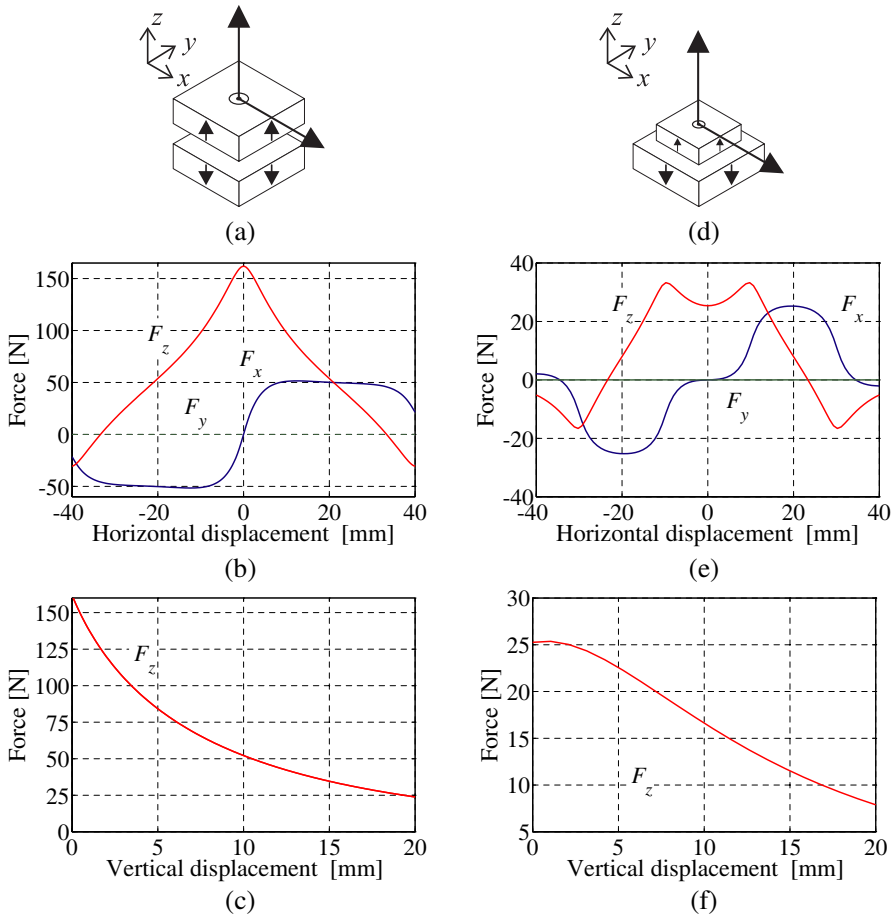 z
y
x
(a)
z
y
x
(d)
Force [N]
150
100
50
0
-50
F_z
F_x
F_y
-40 -20 0 20 40
Horizontal displacement [mm]
(b)
Force [N]
40
20
0
-20
-40
F_z
F_x
F_y
-40 -20 0 20 40
Horizontal displacement [mm]
(e)
Force [N]
150
125
100
75
50
25
0
F_z
0 5 10 15 20
Vertical displacement [mm]
(c)
Force [N]
30
25
20
15
10
5
F_z
0 5 10 15 20
Vertical displacement [mm]
(f)